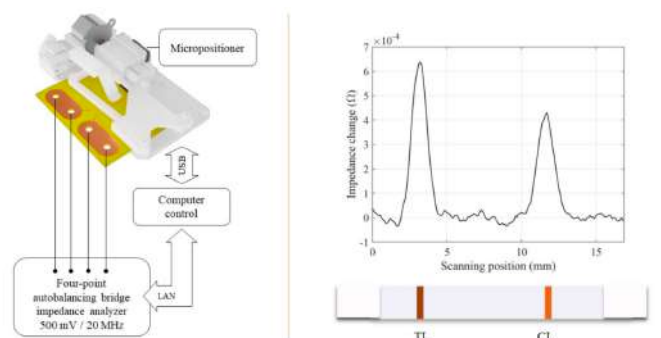 Micropositioner
USB
Computer
control
LAN
Four-point
autobalancing bridge
impedance analyzer
500 mV / 20 MHz
×10⁻⁴
7
6
5
4
3
2
1
0
-1
Impedance change (Ω)
0
5
10
15
Scanning position (mm)
TL
CL